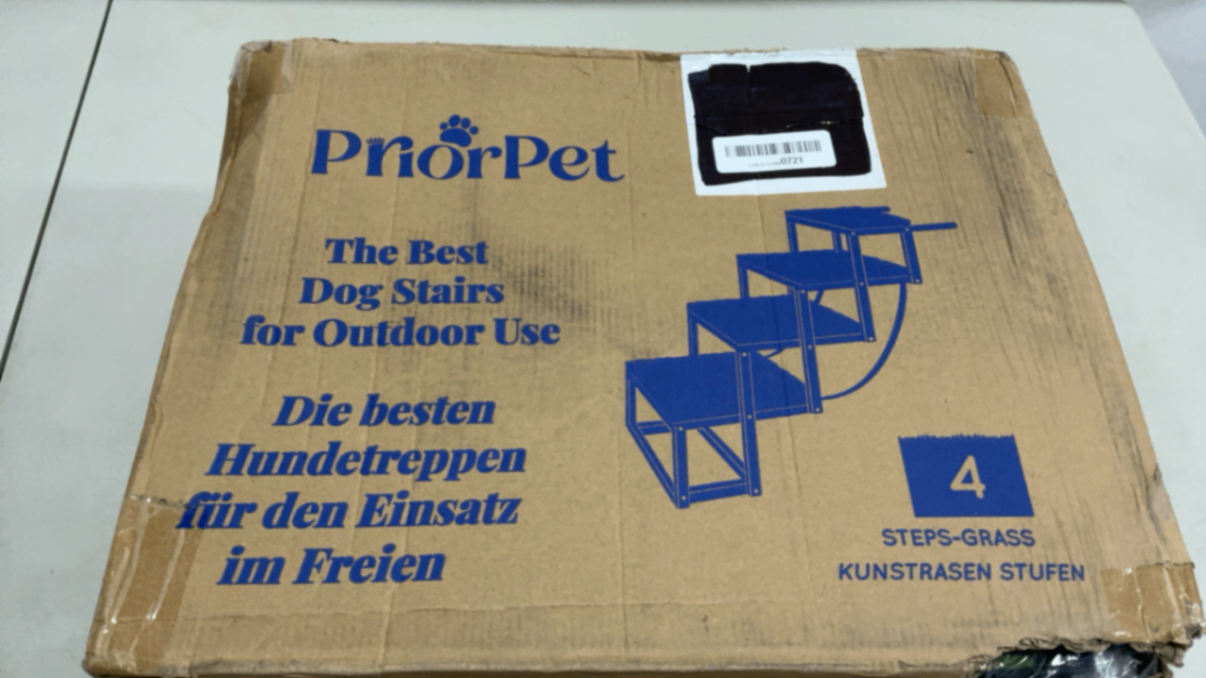 PriorPet
0721
The Best
Dog Stairs
for Outdoor Use
Die besten
Hundetreppen
für den Einsatz
im Freien
4
STEPS-GRASS
KUNSTRASEN STUFEN